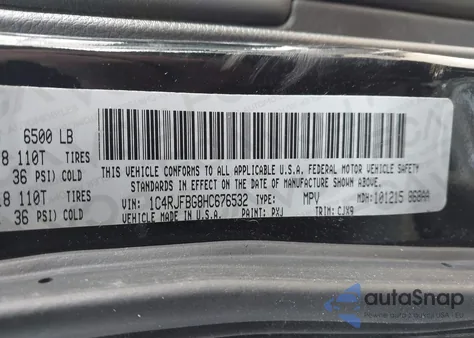 6500 LB
8 110T TIRES
36 PSI) COLD
18 110T TIRES
36 PSI) COLD
THIS VEHICLE CONFORMS TO ALL APPLICABLE U.S.A. FEDERAL MOTOR VEHICLE SAFETY
STANDARDS IN EFFECT ON THE DATE OF MANUFACTURE SHOWN ABOVE.
VIN: 1C4RJFBG8HC676532 TYPE: MPV MDH: 101215 868AA
VEHICLE MADE IN U.S.A. PAINT: PXJ TRIM: CJX9
autoSnap